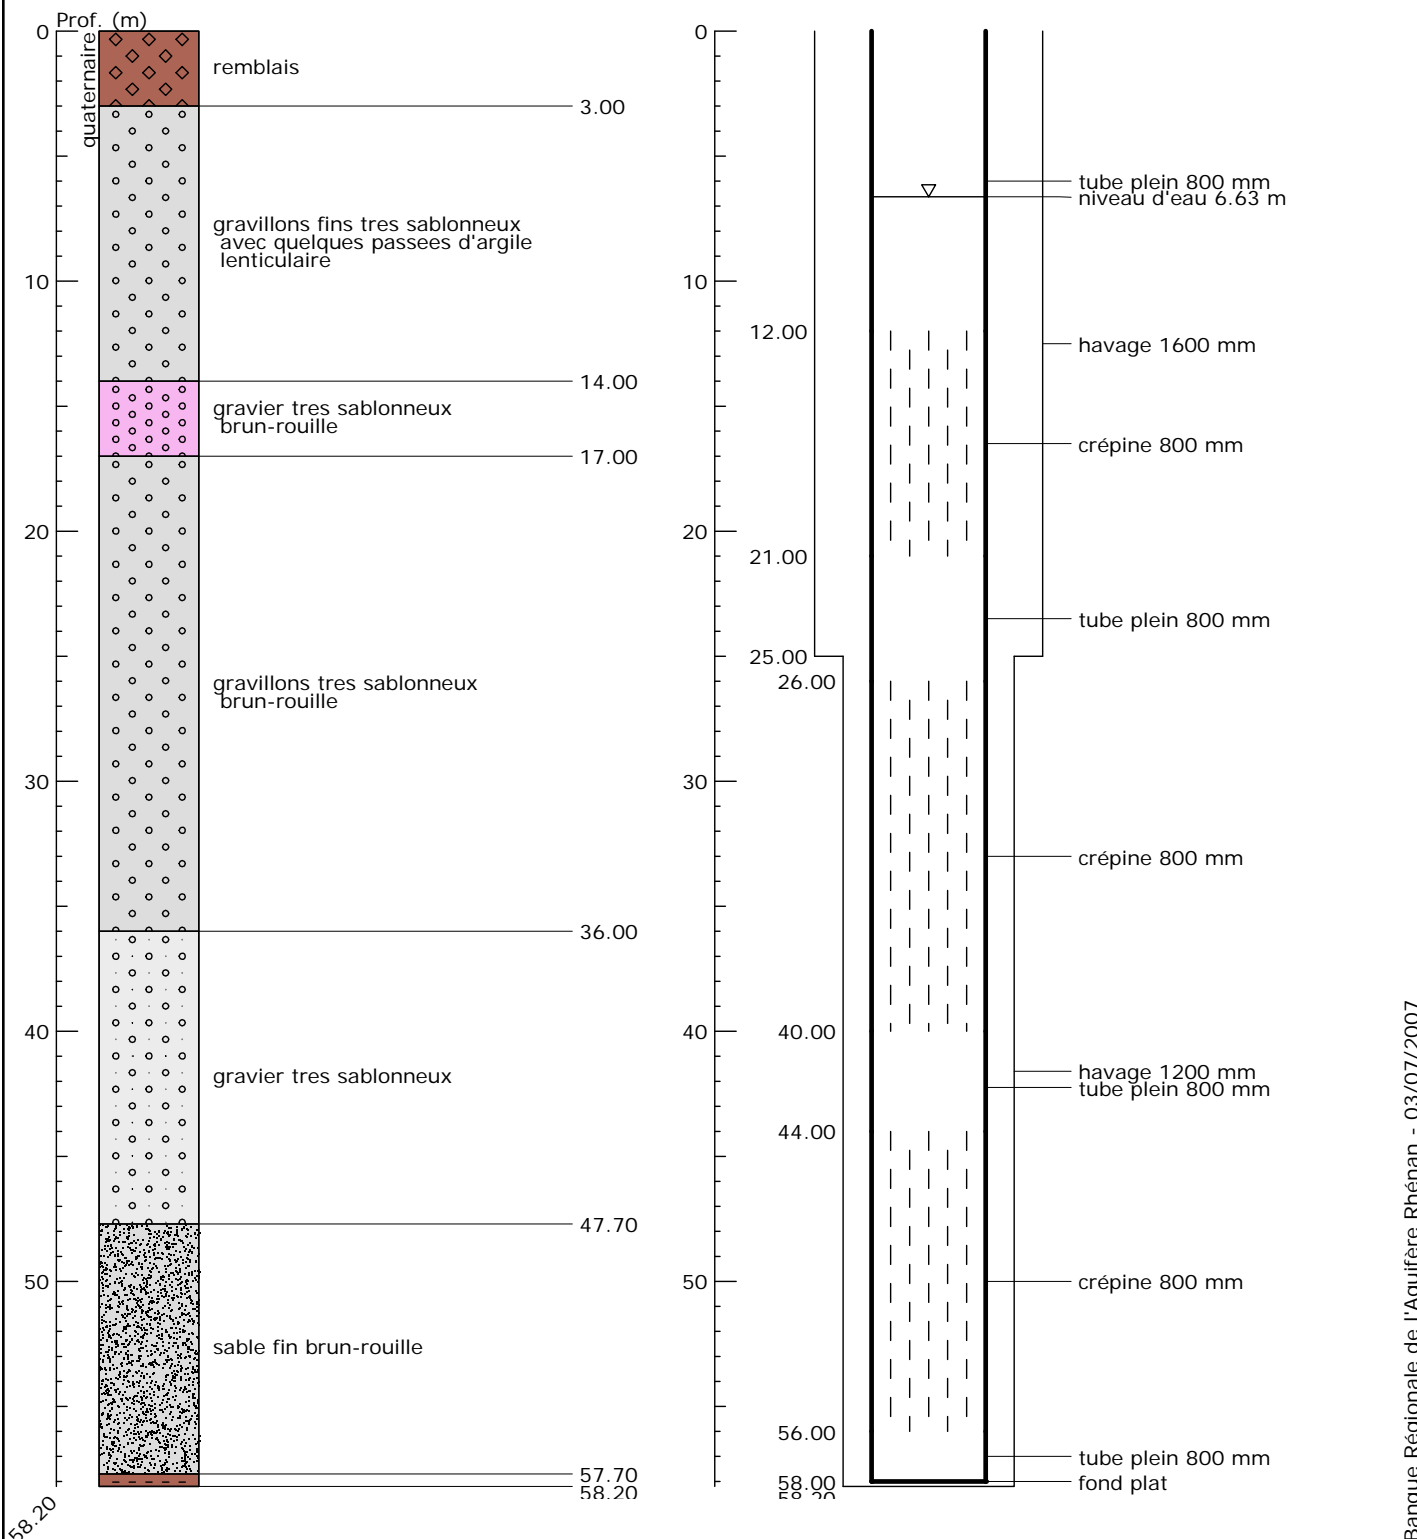 Prof. (m)
quaternaire
0
10
20
30
40
50
58.20
remblais
3.00
gravillons fins tres sablonneux
avec quelques passees d'argile
lenticulaire
14.00
gravier tres sablonneux
brun-rouille
17.00
gravillons tres sablonneux
brun-rouille
36.00
gravier tres sablonneux
47.70
sable fin brun-rouille
57.70
58.20
0
10
20
30
40
50
12.00
21.00
25.00
26.00
40.00
44.00
56.00
58.00
58.20
tube plein 800 mm
niveau d'eau 6.63 m
havage 1600 mm
crépine 800 mm
tube plein 800 mm
crépine 800 mm
havage 1200 mm
tube plein 800 mm
crépine 800 mm
tube plein 800 mm
fond plat
Banque Régionale de l'Aquifère Rhénan - 03/07/2007